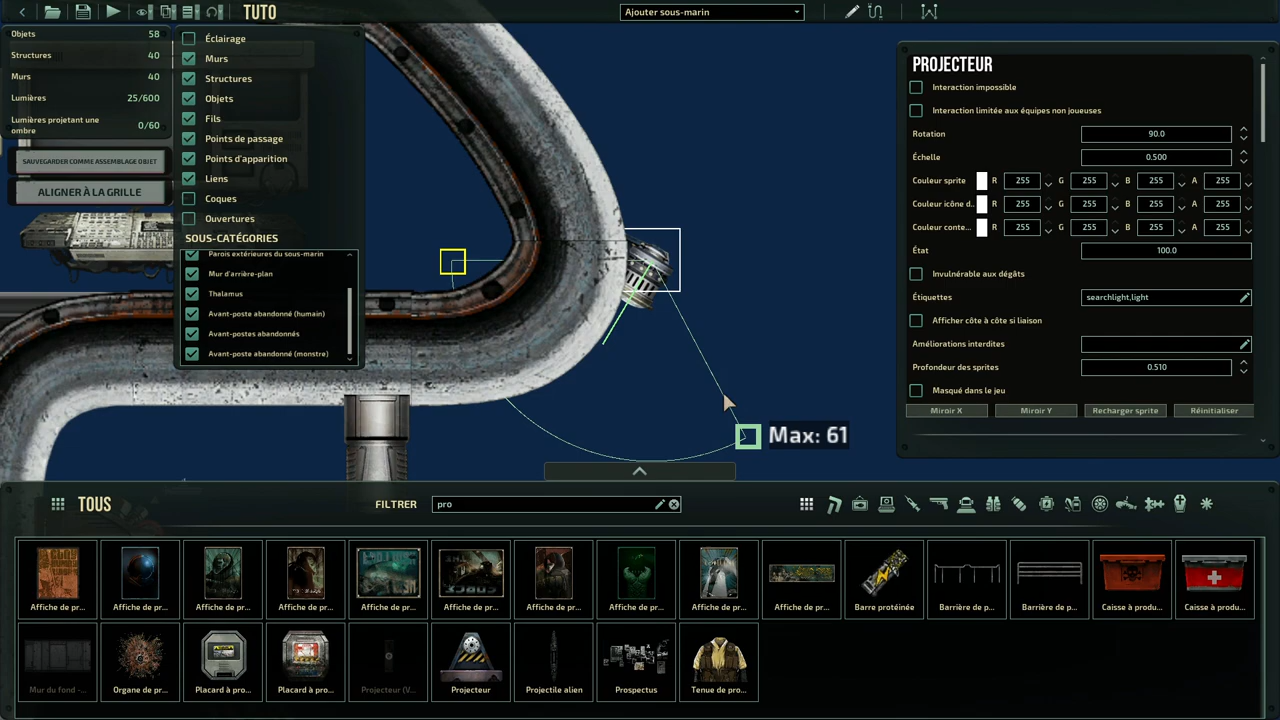 TUTO
Ajouter sous-marin
Objets 58
Structures 40
Murs 40
Lumières 25/600
Lumières projetant une
ombre 0/60
SAUVEGARDER COMME ASSEMBLAGE OBJET
ALIGNER À LA GRILLE
Éclairage
Murs
Structures
Objets
Fils
Points de passage
Points d'apparition
Liens
Coques
Ouvertures
SOUS-CATÉGORIES
Parois extérieures du sous-marin
Mur d'arrière-plan
Thalamus
Avant-poste abandonné (humain)
Avant-postes abandonnés
Avant-poste abandonné (monstre)
Max: 61
PROJECTEUR
Interaction impossible
Interaction limitée aux équipes non joueuses
Rotation 90.0
Échelle 0.500
Couleur sprite R 255 G 255 B 255 A 255
Couleur icône d... R 255 G 255 B 255 A 255
Couleur conte... R 255 G 255 B 255 A 255
État 100.0
Invulnérable aux dégâts
Étiquettes searchlight,light
Afficher côte à côte si liaison
Améliorations interdites
Profondeur des sprites 0.510
Masqué dans le jeu
Miroir X Miroir Y Recharger sprite Réinitialiser
TOUS
FILTRER pro
Affiche de pr... Affiche de pr... Affiche de pr... Affiche de pr... Affiche de pr... Affiche de pr... Affiche de pr... Affiche de pr... Affiche de pr... Affiche de pr... Barre protéinée Barrière de p... Barrière de p... Caisse à produ... Caisse à produ...
Mur du fond -... Organe de pr... Placard à pro... Placard à pro... Projecteur (V... Projecteur Projectile alien Prospectus Tenue de pro...